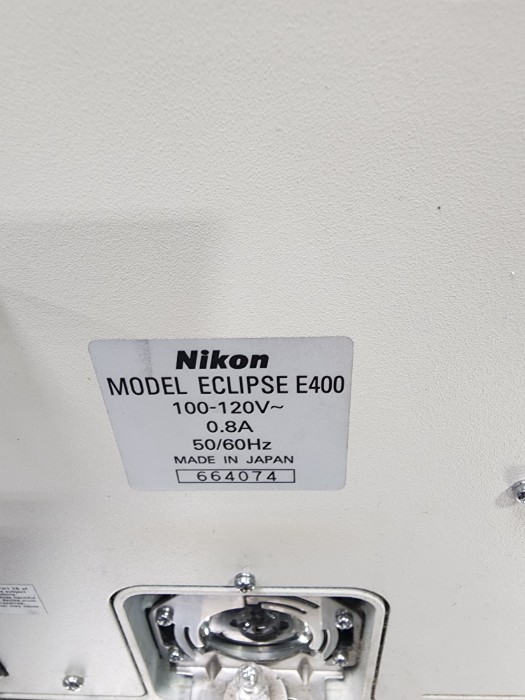 Nikon
MODEL ECLIPSE E400
100-120V~
0.8A
50/60Hz
MADE IN JAPAN
664074